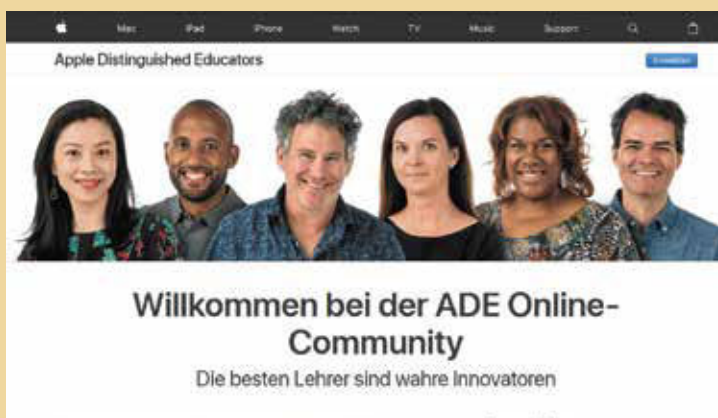 Mac iPad iPhone Watch TV Music Support
Apple Distinguished Educators
Willkommen bei der ADE Online-
Community
Die besten Lehrer sind wahre Innovatoren